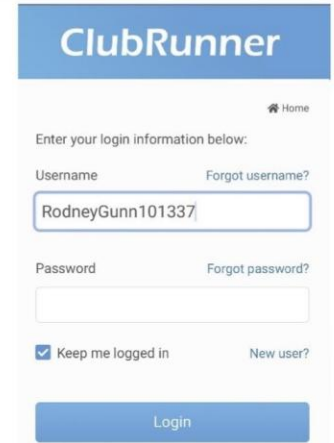 ClubRunner
Home
Enter your login information below:
Username Forgot username?
RodneyGunn101337
Password Forgot password?
Keep me logged in New user?
Login